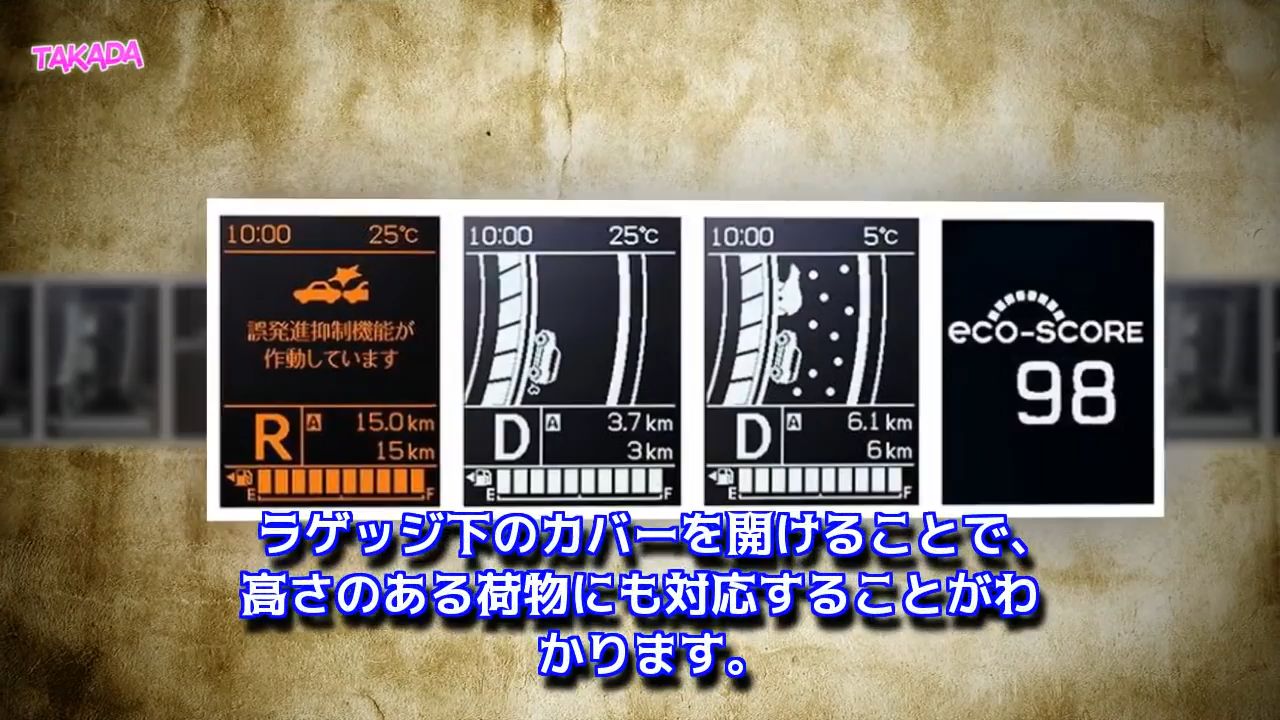 TAKADA
10:00 25℃
誤発進抑制機能が
作動しています
R A 15.0km
15km
E F
10:00 25℃
D A 3.7km
3km
E F
10:00 5℃
D A 6.1km
6km
E F
eco-SCORE
98
ラゲッジ下のカバーを開けることで、
高さのある荷物にも対応することがわ
かります。